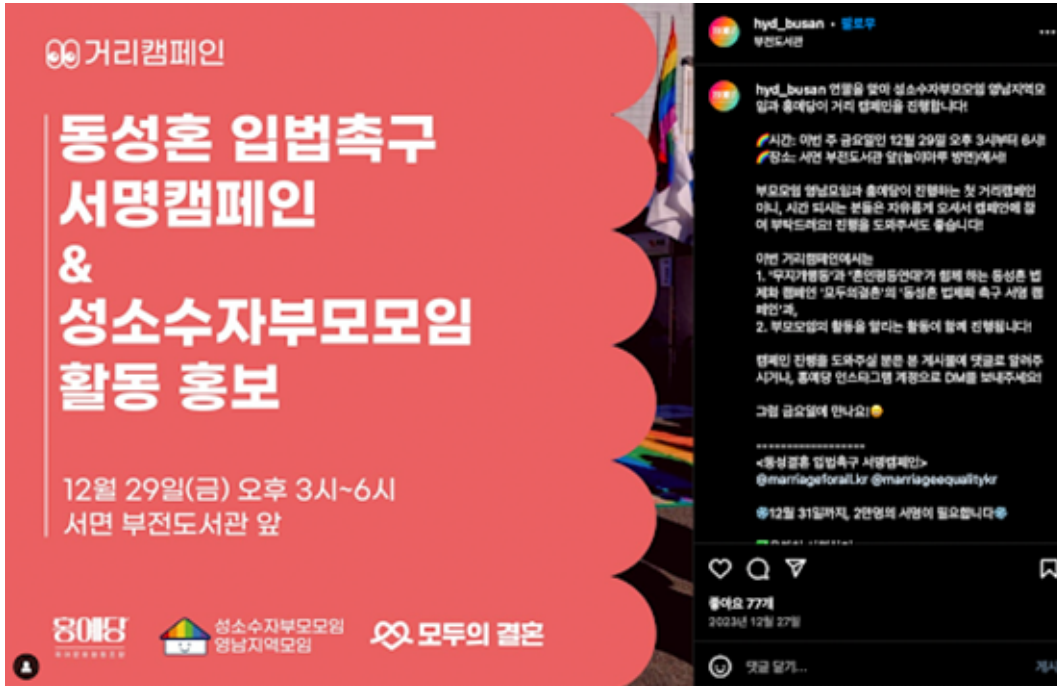 거리캠페인
동성혼 입법촉구
서명캠페인
&
성소수자부모모임
활동 홍보
12월 29일(금) 오후 3시~6시
서면 부전도서관 앞
홍예당
성소수자부모모임
영남지역모임
모두의 결혼
hyd_busan • 팔로우
부전도서관
hyd_busan 연말을 맞아 성소수자부모모임 영남지역모
임과 홍예당이 거리 캠페인을 진행합니다!
🌈시간: 이번 주 금요일인 12월 29일 오후 3시부터 6시!
🌈장소: 서면 부전도서관 앞(놀이마루 방면)에서!
부모모임 영남모임과 홍예당이 진행하는 첫 거리캠페인
이니, 시간 되시는 분들은 자유롭게 오셔서 캠페인에 참
여 부탁드려요! 진행을 도와주셔도 좋습니다!
이번 거리캠페인에서는
1. '무지개행동'과 '혼인평등연대'가 함께 하는 동성혼 법
제화 캠페인 '모두의결혼'의 '동성혼 법제화 촉구 서명 캠
페인'과,
2. 부모모임의 활동을 알리는 활동이 함께 진행됩니다!
캠페인 진행을 도와주실 분은 본 게시물에 댓글로 알려주
시거나, 홍예당 인스타그램 계정으로 DM을 보내주세요!
그럼 금요일에 만나요!
------------------
<동성결혼 입법촉구 서명캠페인>
@marriageforall.kr @marriageequalitykr
12월 31일까지, 2만명의 서명이 필요합니다
좋아요 77개
2023년 12월 27일
댓글 달기...
게시